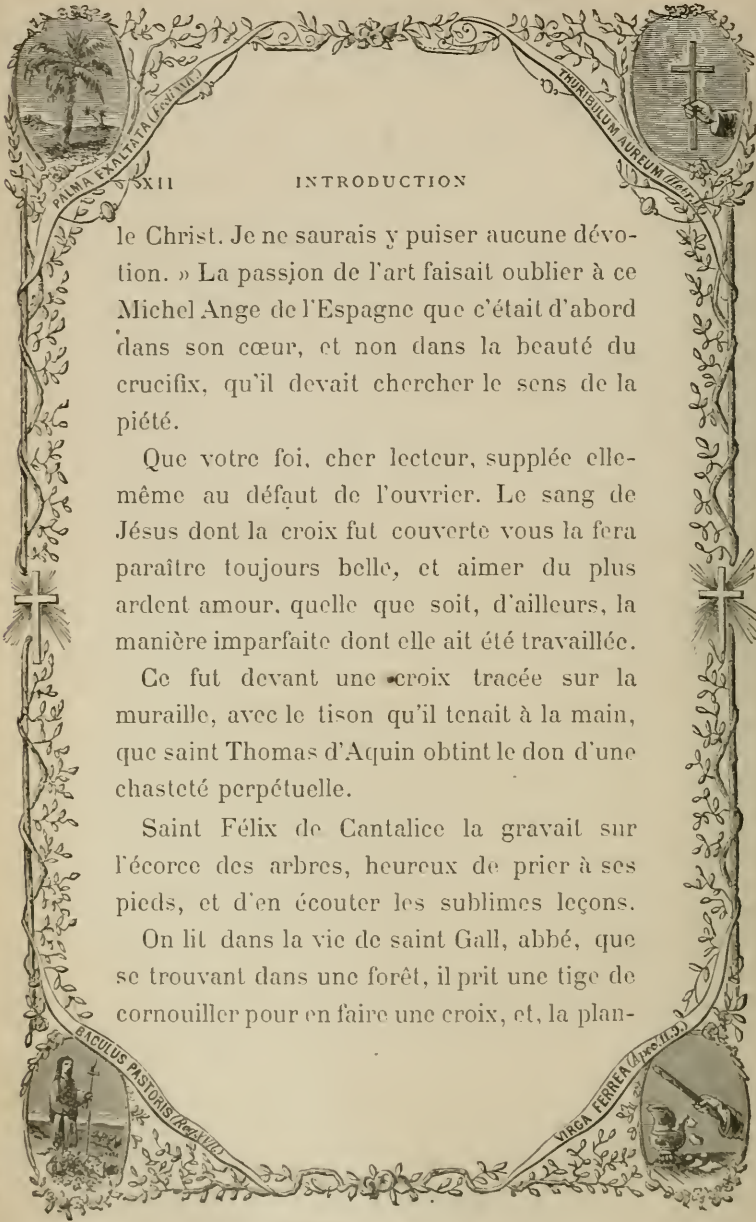 PALMA EXALTATA
THURIBULUM AUREUM
XII INTRODUCTION
le Christ. Je ne saurais y puiser aucune dévo-
tion. » La passion de l'art faisait oublier à ce
Michel Ange de l'Espagne que c'était d'abord
dans son cœur, et non dans la beauté du
crucifix, qu'il devait chercher le sens de la
piété.
Que votre foi, cher lecteur, supplée elle-
même au défaut de l'ouvrier. Le sang de
Jésus dont la croix fut couverte vous la fera
paraître toujours belle, et aimer du plus
ardent amour, quelle que soit, d'ailleurs, la
manière imparfaite dont elle ait été travaillée.
Ce fut devant une croix tracée sur la
muraille, avec le tison qu'il tenait à la main,
que saint Thomas d'Aquin obtint le don d'une
chasteté perpétuelle.
Saint Félix de Cantalice la gravait sur
l'écorce des arbres, heureux de prier à ses
pieds, et d'en écouter les sublimes leçons.
On lit dans la vie de saint Gall, abbé, que
se trouvant dans une forêt, il prit une tige de
cornouiller pour en faire une croix, et, la plan-
BACULUS PASTORIS
VIRGA FERREA